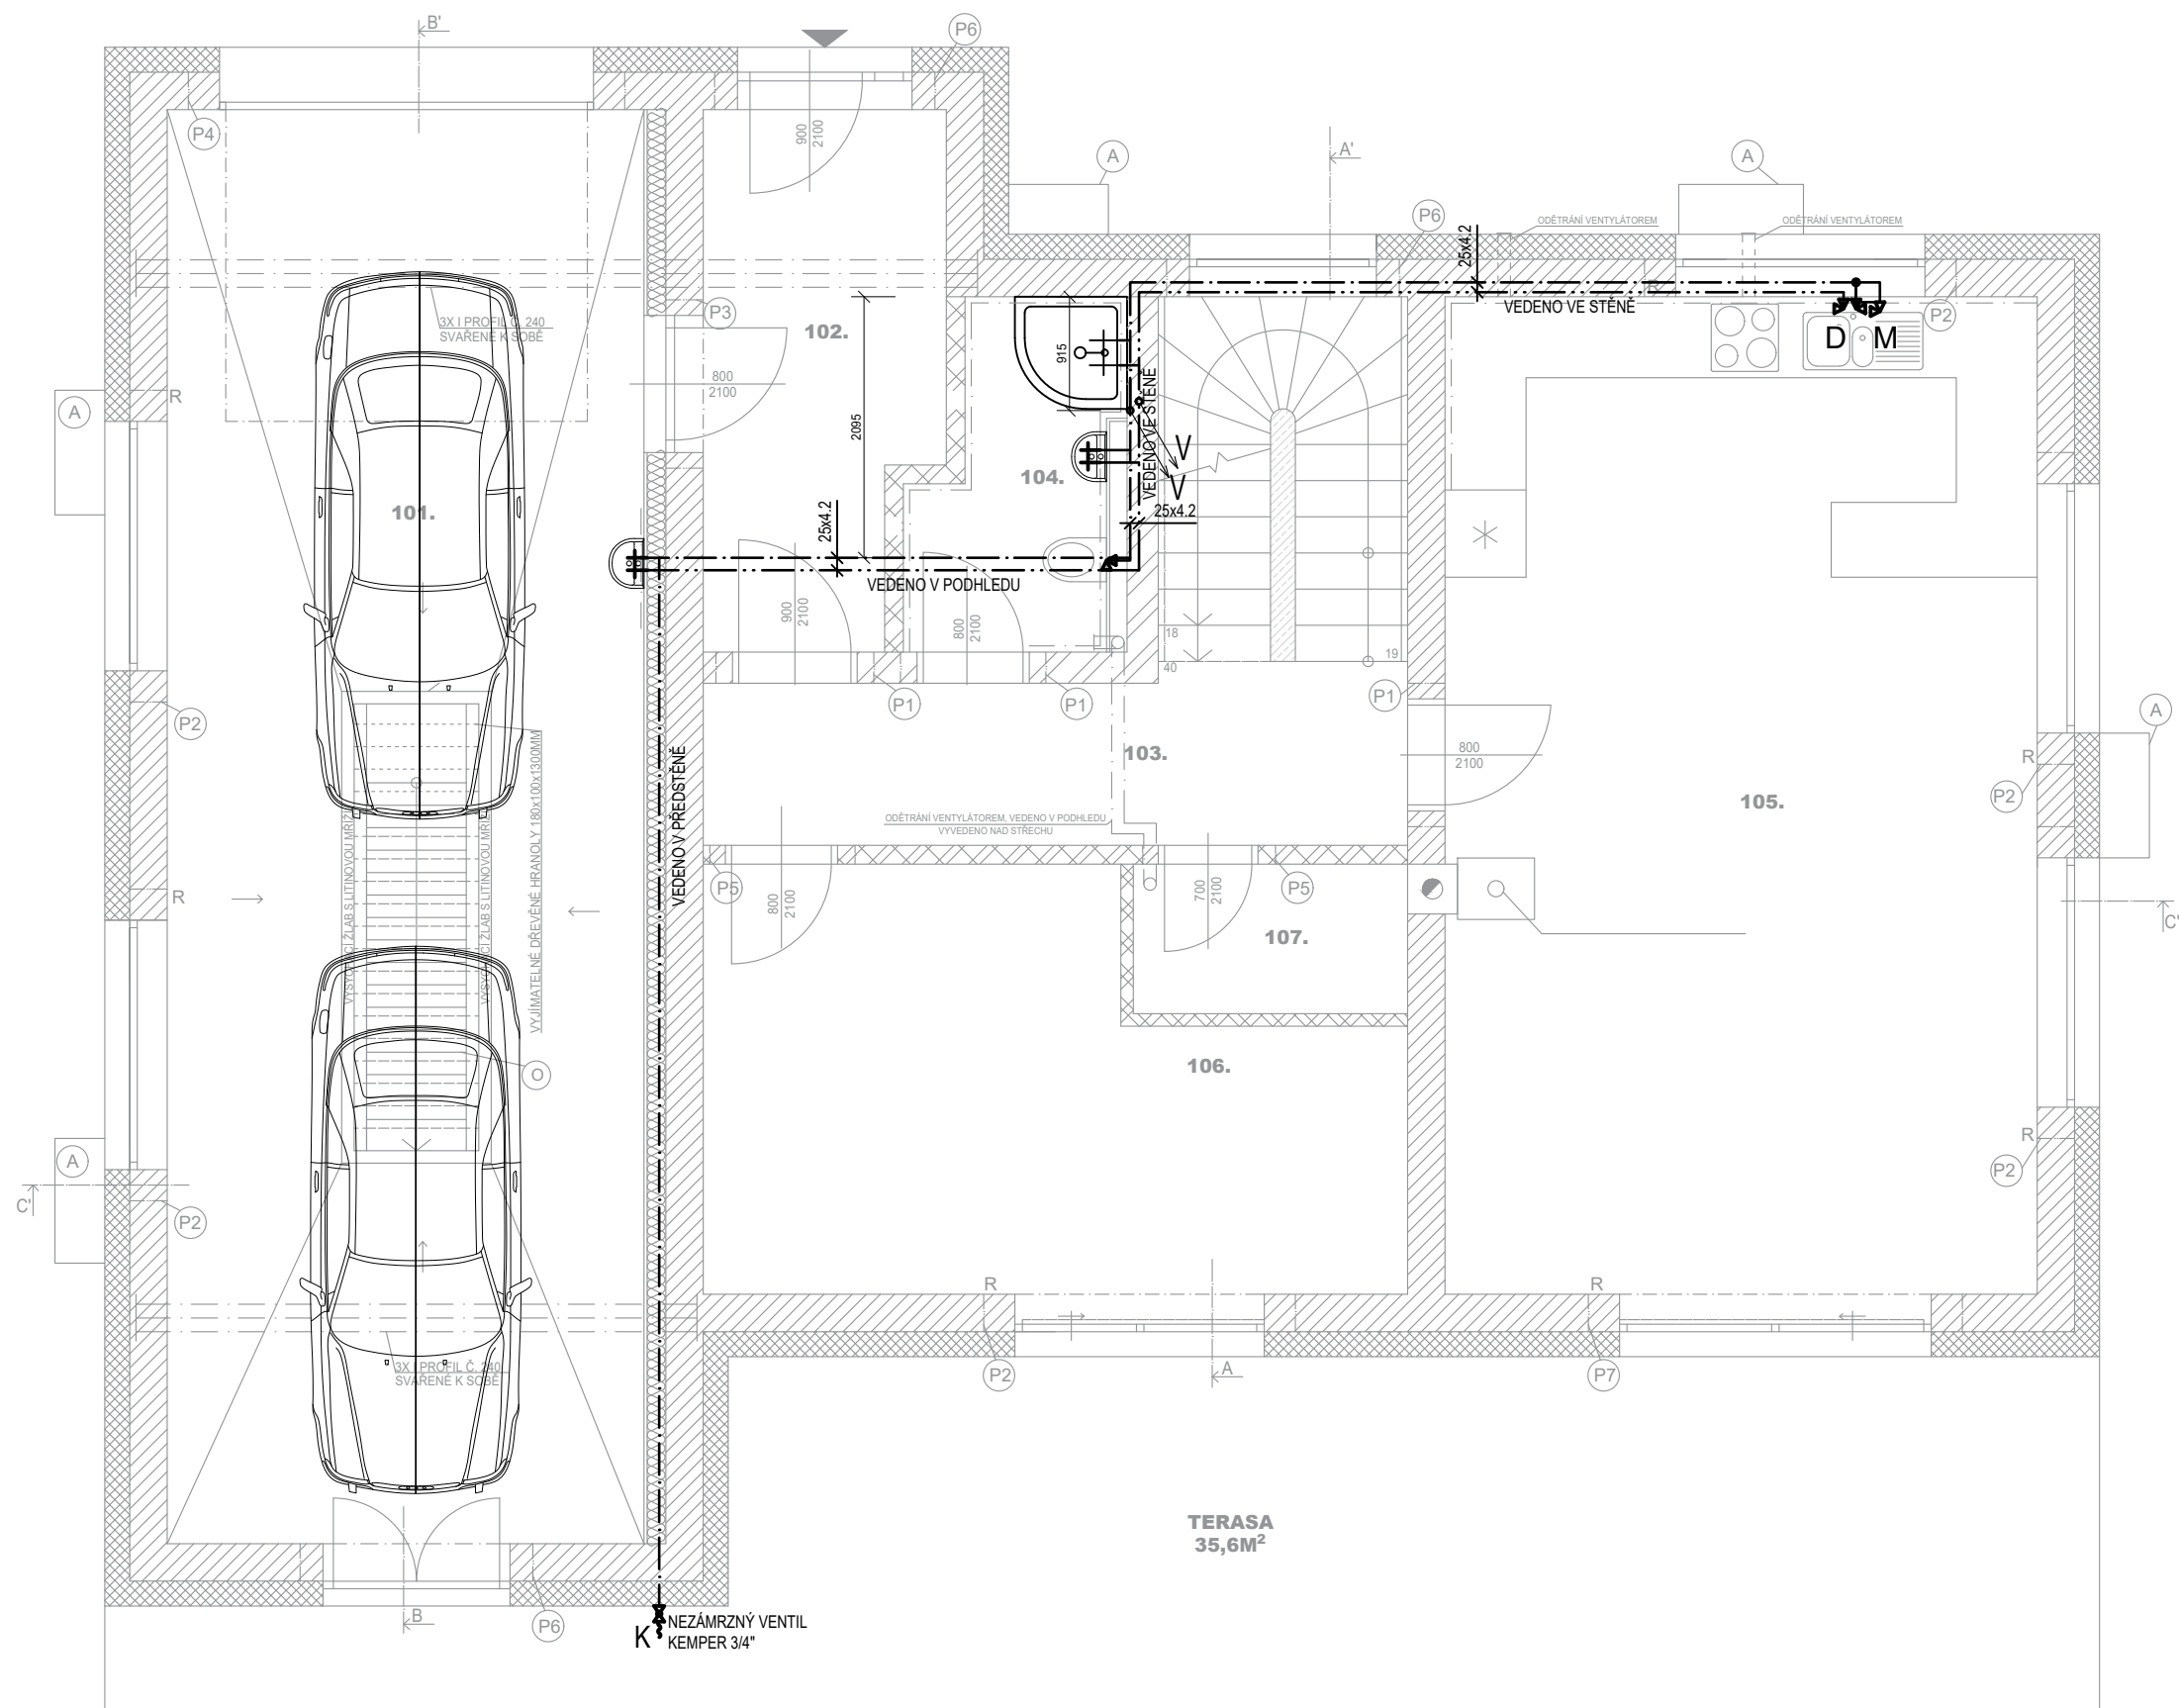 B'
P6
P4
A
A'
A
P6
ODĚTRÁNÍ VENTYLÁTOREM
ODĚTRÁNÍ VENTYLÁTOREM
900
2100
25x4.2
R
VEDENO VE STĚNĚ
P2
3X I PROFIL Č. 240
SVAŘENÉ K SOBĚ
P3
102.
915
D
M
800
2100
R
A
2095
VEDENO VE STĚNĚ
V
V
104.
101.
25x4.2
25x4.2
VEDENO V PODHLEDU
900
2100
800
2100
18
40
19
P1
P1
P1
P2
A
103.
800
2100
R
P2
105.
VEDENO V PŘEDSTĚNĚ
VYJÍMATELNÉ DŘEVĚNÉ HRANOLY 180x100x1300MM
ODĚTRÁNÍ VENTYLÁTOREM, VEDENO V PODHLEDU
VYVEDENO NAD STŘECHU
P5
800
2100
700
2100
P5
R
C'
107.
106.
O
A
R
P2
C'
P2
R
R
3X I PROFIL Č. 240
SVAŘENÉ K SOBĚ
P2
A
P7
TERASA
35,6M²
B
P6
K
NEZÁMRZNÝ VENTIL
KEMPER 3/4"